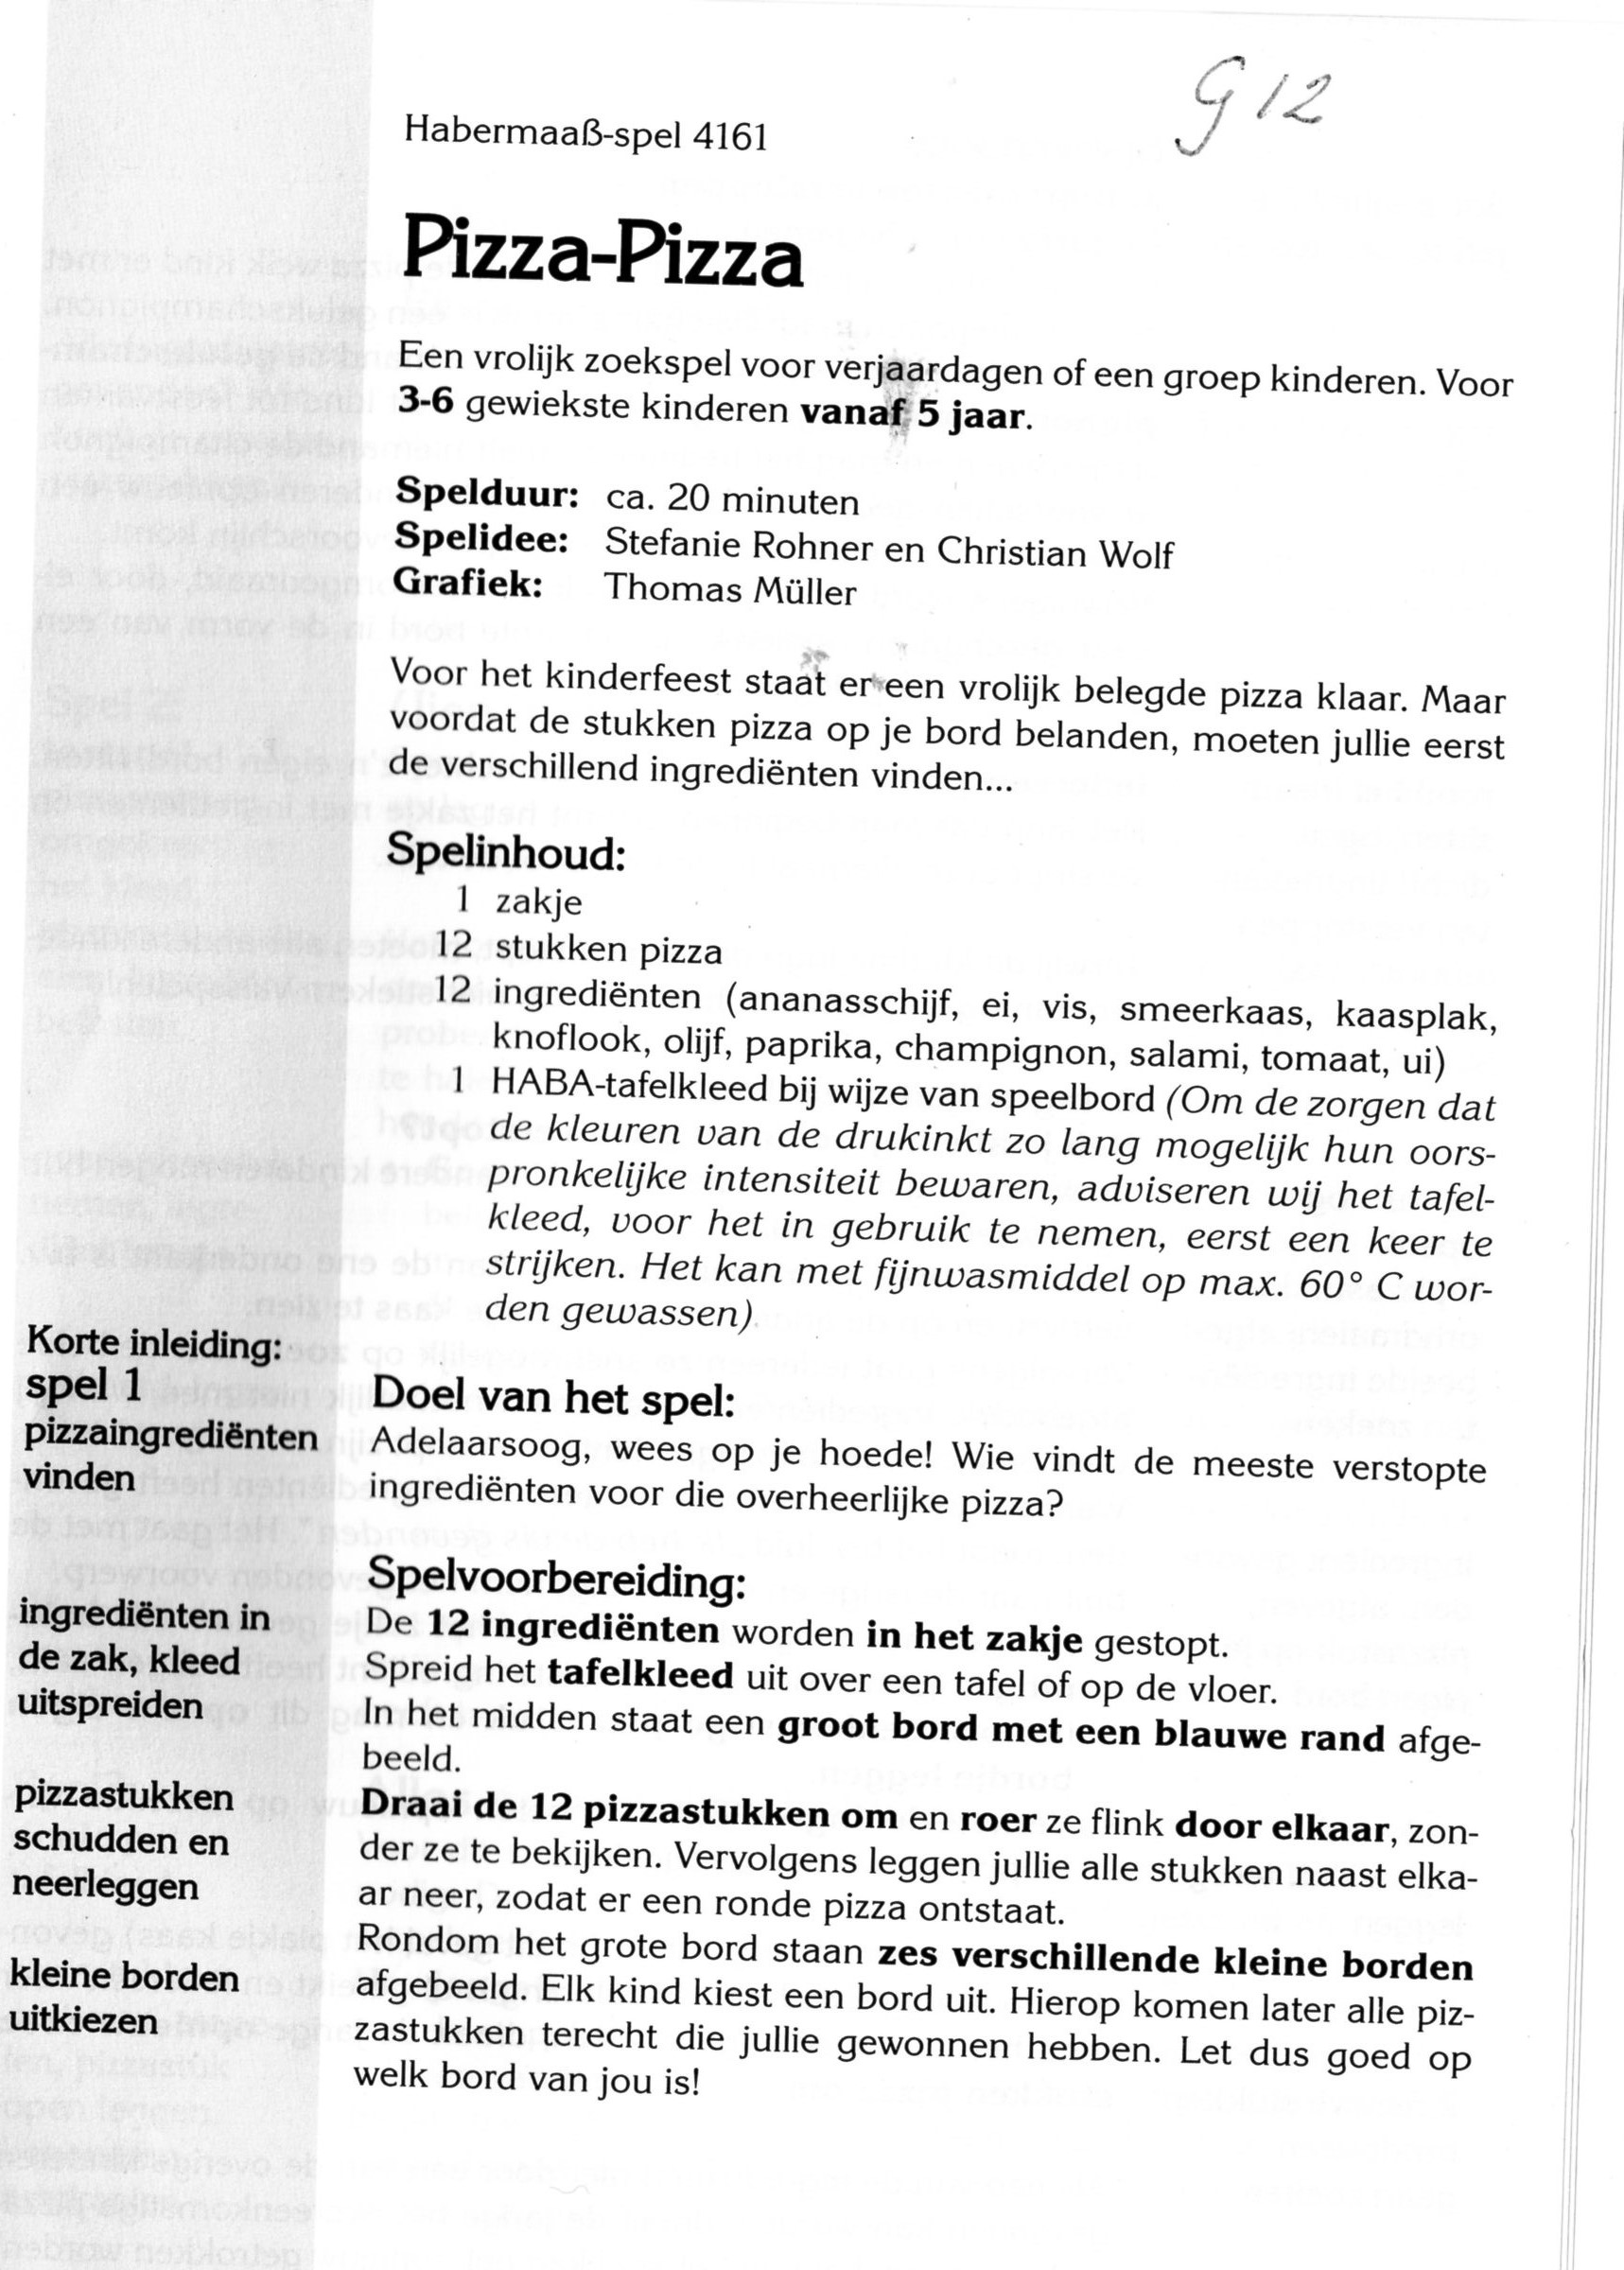 G 12
Habermaaß-spel 4161
Pizza-Pizza
Een vrolijk zoekspel voor verjaardagen of een groep kinderen. Voor
3-6 gewiekste kinderen vanaf 5 jaar.
Spelduur: ca. 20 minuten
Spelidee: Stefanie Rohner en Christian Wolf
Grafiek: Thomas Müller
Voor het kinderfeest staat er een vrolijk belegde pizza klaar. Maar
voordat de stukken pizza op je bord belanden, moeten jullie eerst
de verschillend ingrediënten vinden...
Spelinhoud:
1 zakje
12 stukken pizza
12 ingrediënten (ananasschijf, ei, vis, smeerkaas, kaasplak,
knoflook, olijf, paprika, champignon, salami, tomaat, ui)
1 HABA-tafelkleed bij wijze van speelbord (Om de zorgen dat
de kleuren van de drukinkt zo lang mogelijk hun oors-
pronkelijke intensiteit bewaren, adviseren wij het tafel-
kleed, voor het in gebruik te nemen, eerst een keer te
strijken. Het kan met fijnwasmiddel op max. 60° C wor-
den gewassen).
Korte inleiding:
spel 1
pizzaingrediënten
vinden
Doel van het spel:
Adelaarsoog, wees op je hoede! Wie vindt de meeste verstopte
ingrediënten voor die overheerlijke pizza?
Spelvoorbereiding:
ingrediënten in
de zak, kleed
uitspreiden
De 12 ingrediënten worden in het zakje gestopt.
Spreid het tafelkleed uit over een tafel of op de vloer.
In het midden staat een groot bord met een blauwe rand afge-
beeld.
pizzastukken
schudden en
neerleggen
Draai de 12 pizzastukken om en roer ze flink door elkaar, zon-
der ze te bekijken. Vervolgens leggen jullie alle stukken naast elka-
ar neer, zodat er een ronde pizza ontstaat.
kleine borden
uitkiezen
Rondom het grote bord staan zes verschillende kleine borden
afgebeeld. Elk kind kiest een bord uit. Hierop komen later alle piz-
zastukken terecht die jullie gewonnen hebben. Let dus goed op
welk bord van jou is!